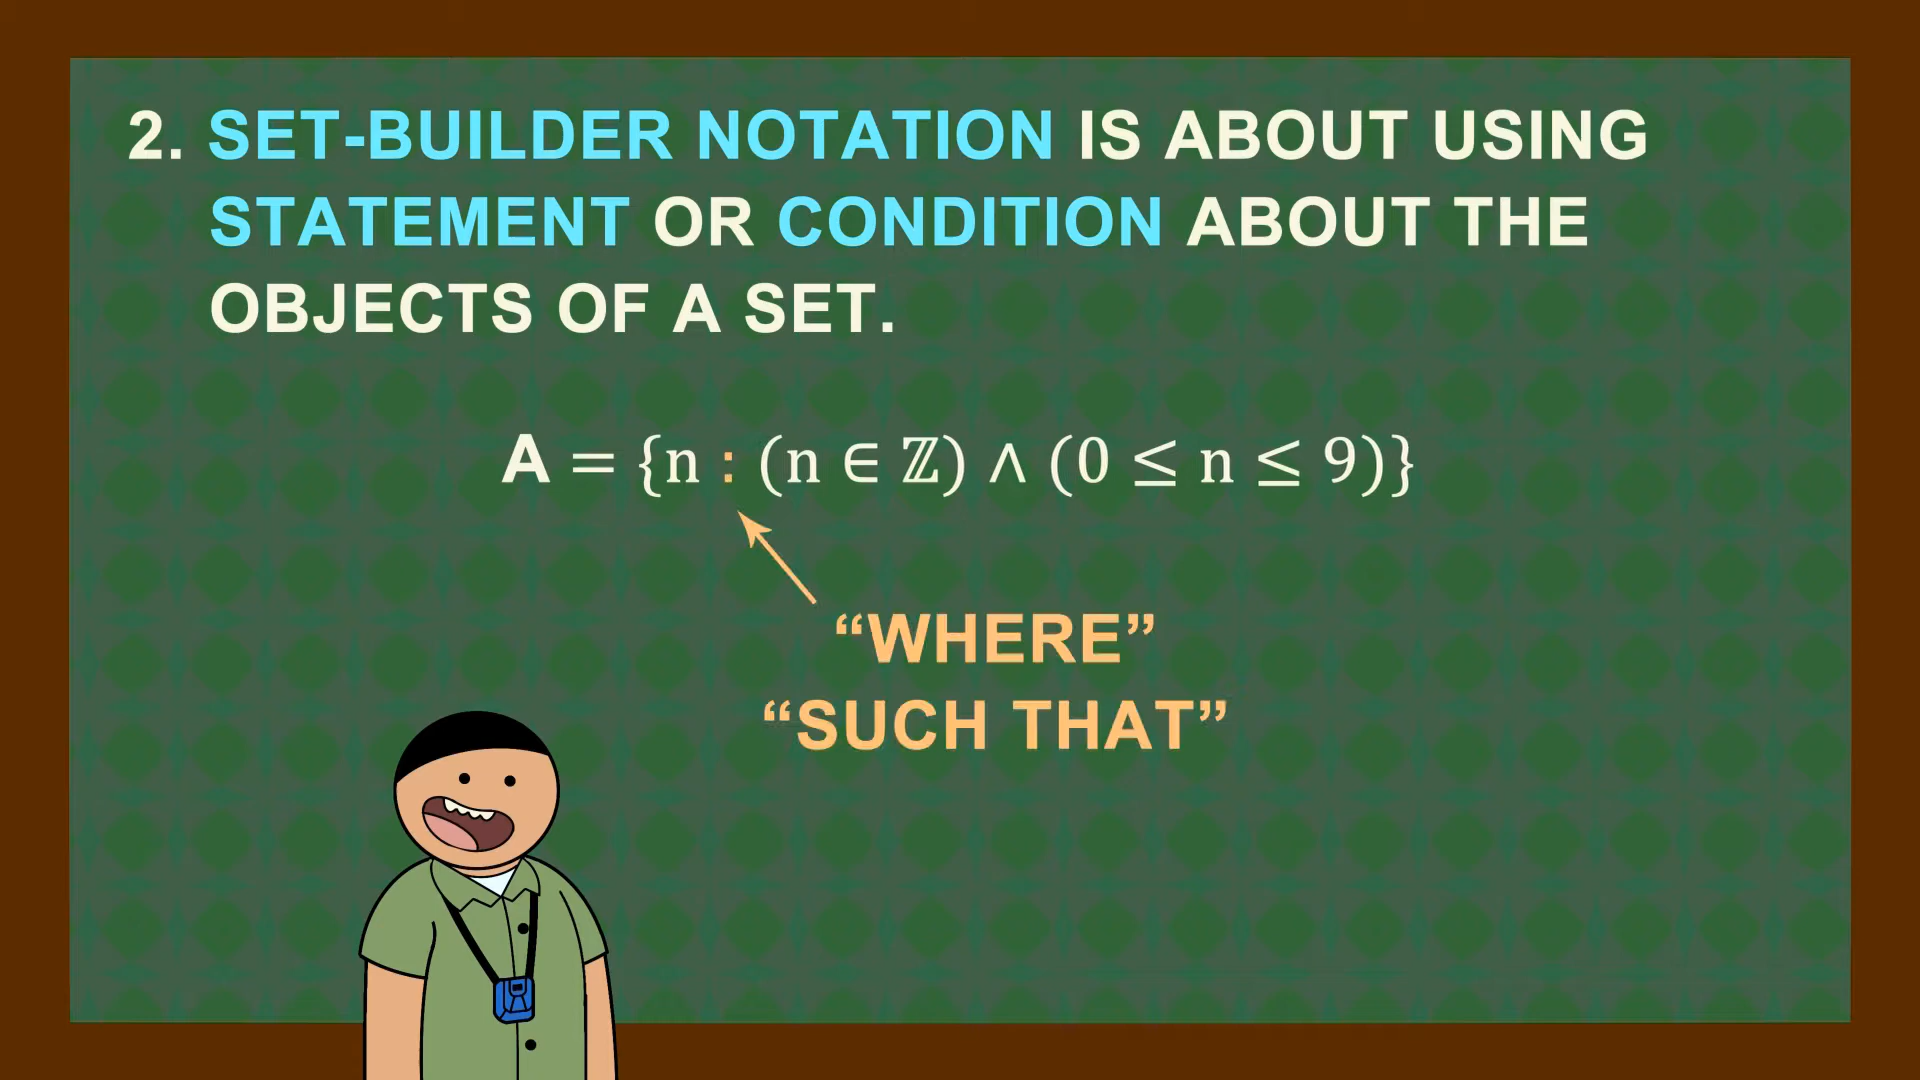 2. SET-BUILDER NOTATION IS ABOUT USING
STATEMENT OR CONDITION ABOUT THE
OBJECTS OF A SET.
A = {n : (n ∈ ℤ) ∧ (0 ≤ n ≤ 9)}
“WHERE”
“SUCH THAT”